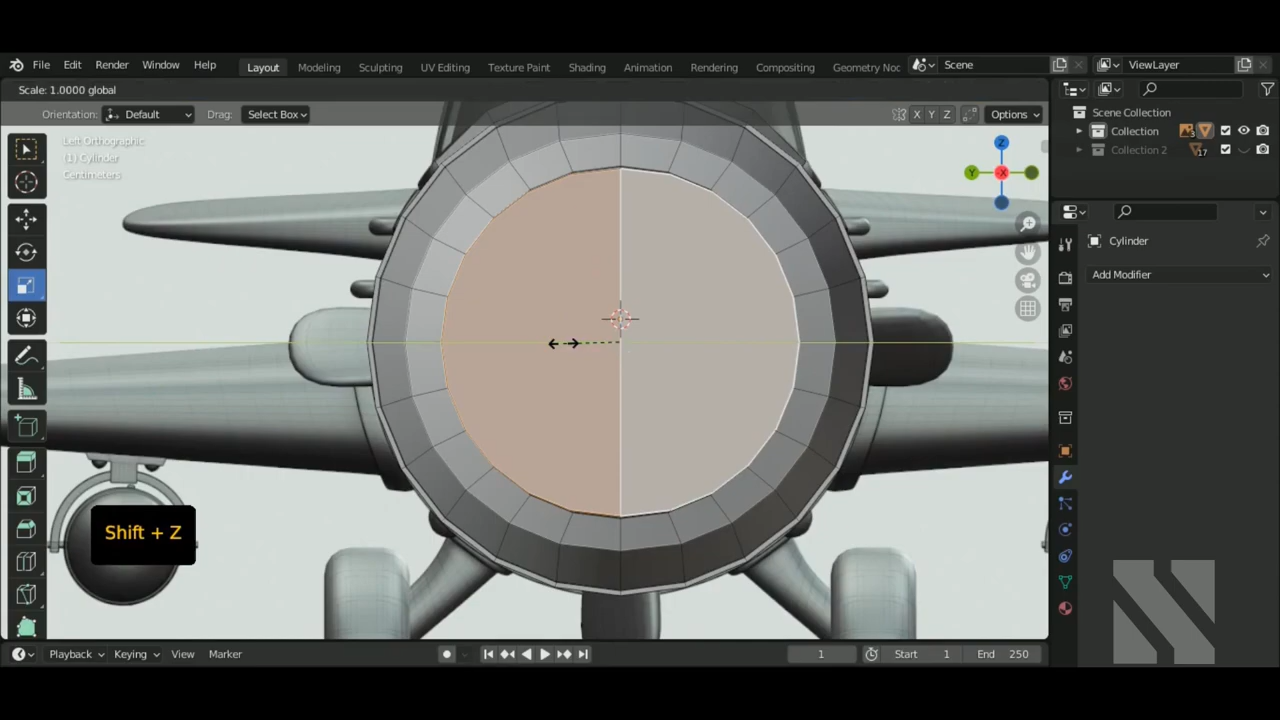 File Edit Render Window Help Layout Modeling Sculpting UV Editing Texture Paint Shading Animation Rendering Compositing Geometry Noc Scene ViewLayer
Scale: 1.0000 global
Orientation: Default Drag: Select Box X Y Z Options
Scene Collection
Collection 3
Collection 2 17
Left Orthographic
(1) Cylinder
Centimeters
Z
Y
X
Cylinder
Add Modifier
Shift + Z
Playback Keying View Marker 1 Start 1 End 250